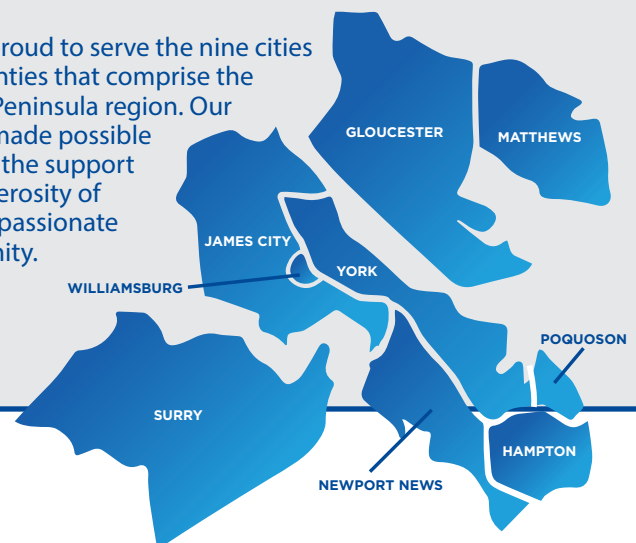 roud to serve the nine cities
nties that comprise the
Peninsula region. Our
made possible
the support
erosity of
passionate
nity.
GLOUCESTER
MATTHEWS
JAMES CITY
YORK
WILLIAMSBURG
POQUOSON
SURRY
HAMPTON
NEWPORT NEWS